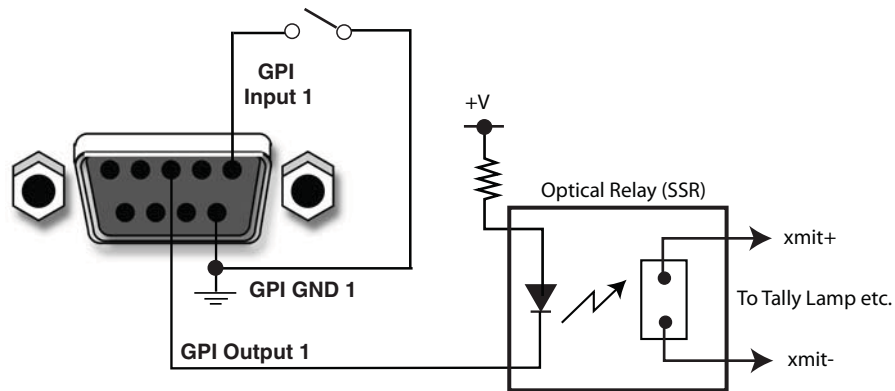 GPI
Input 1
+V
Optical Relay (SSR)
xmit+
GPI GND 1
To Tally Lamp etc.
GPI Output 1
xmit-